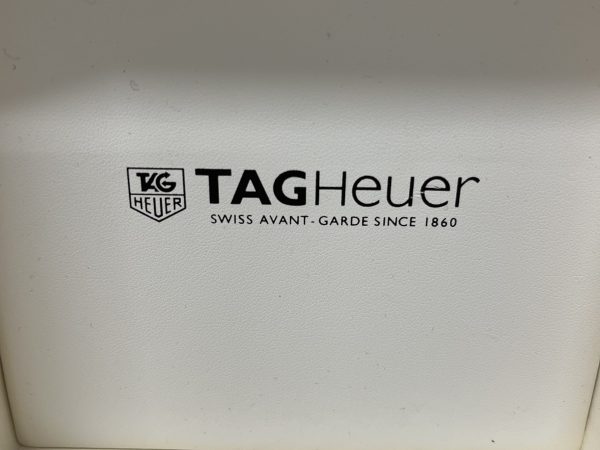 TAG
HEUER
TAGHeuer
SWISS AVANT-GARDE SINCE 1860